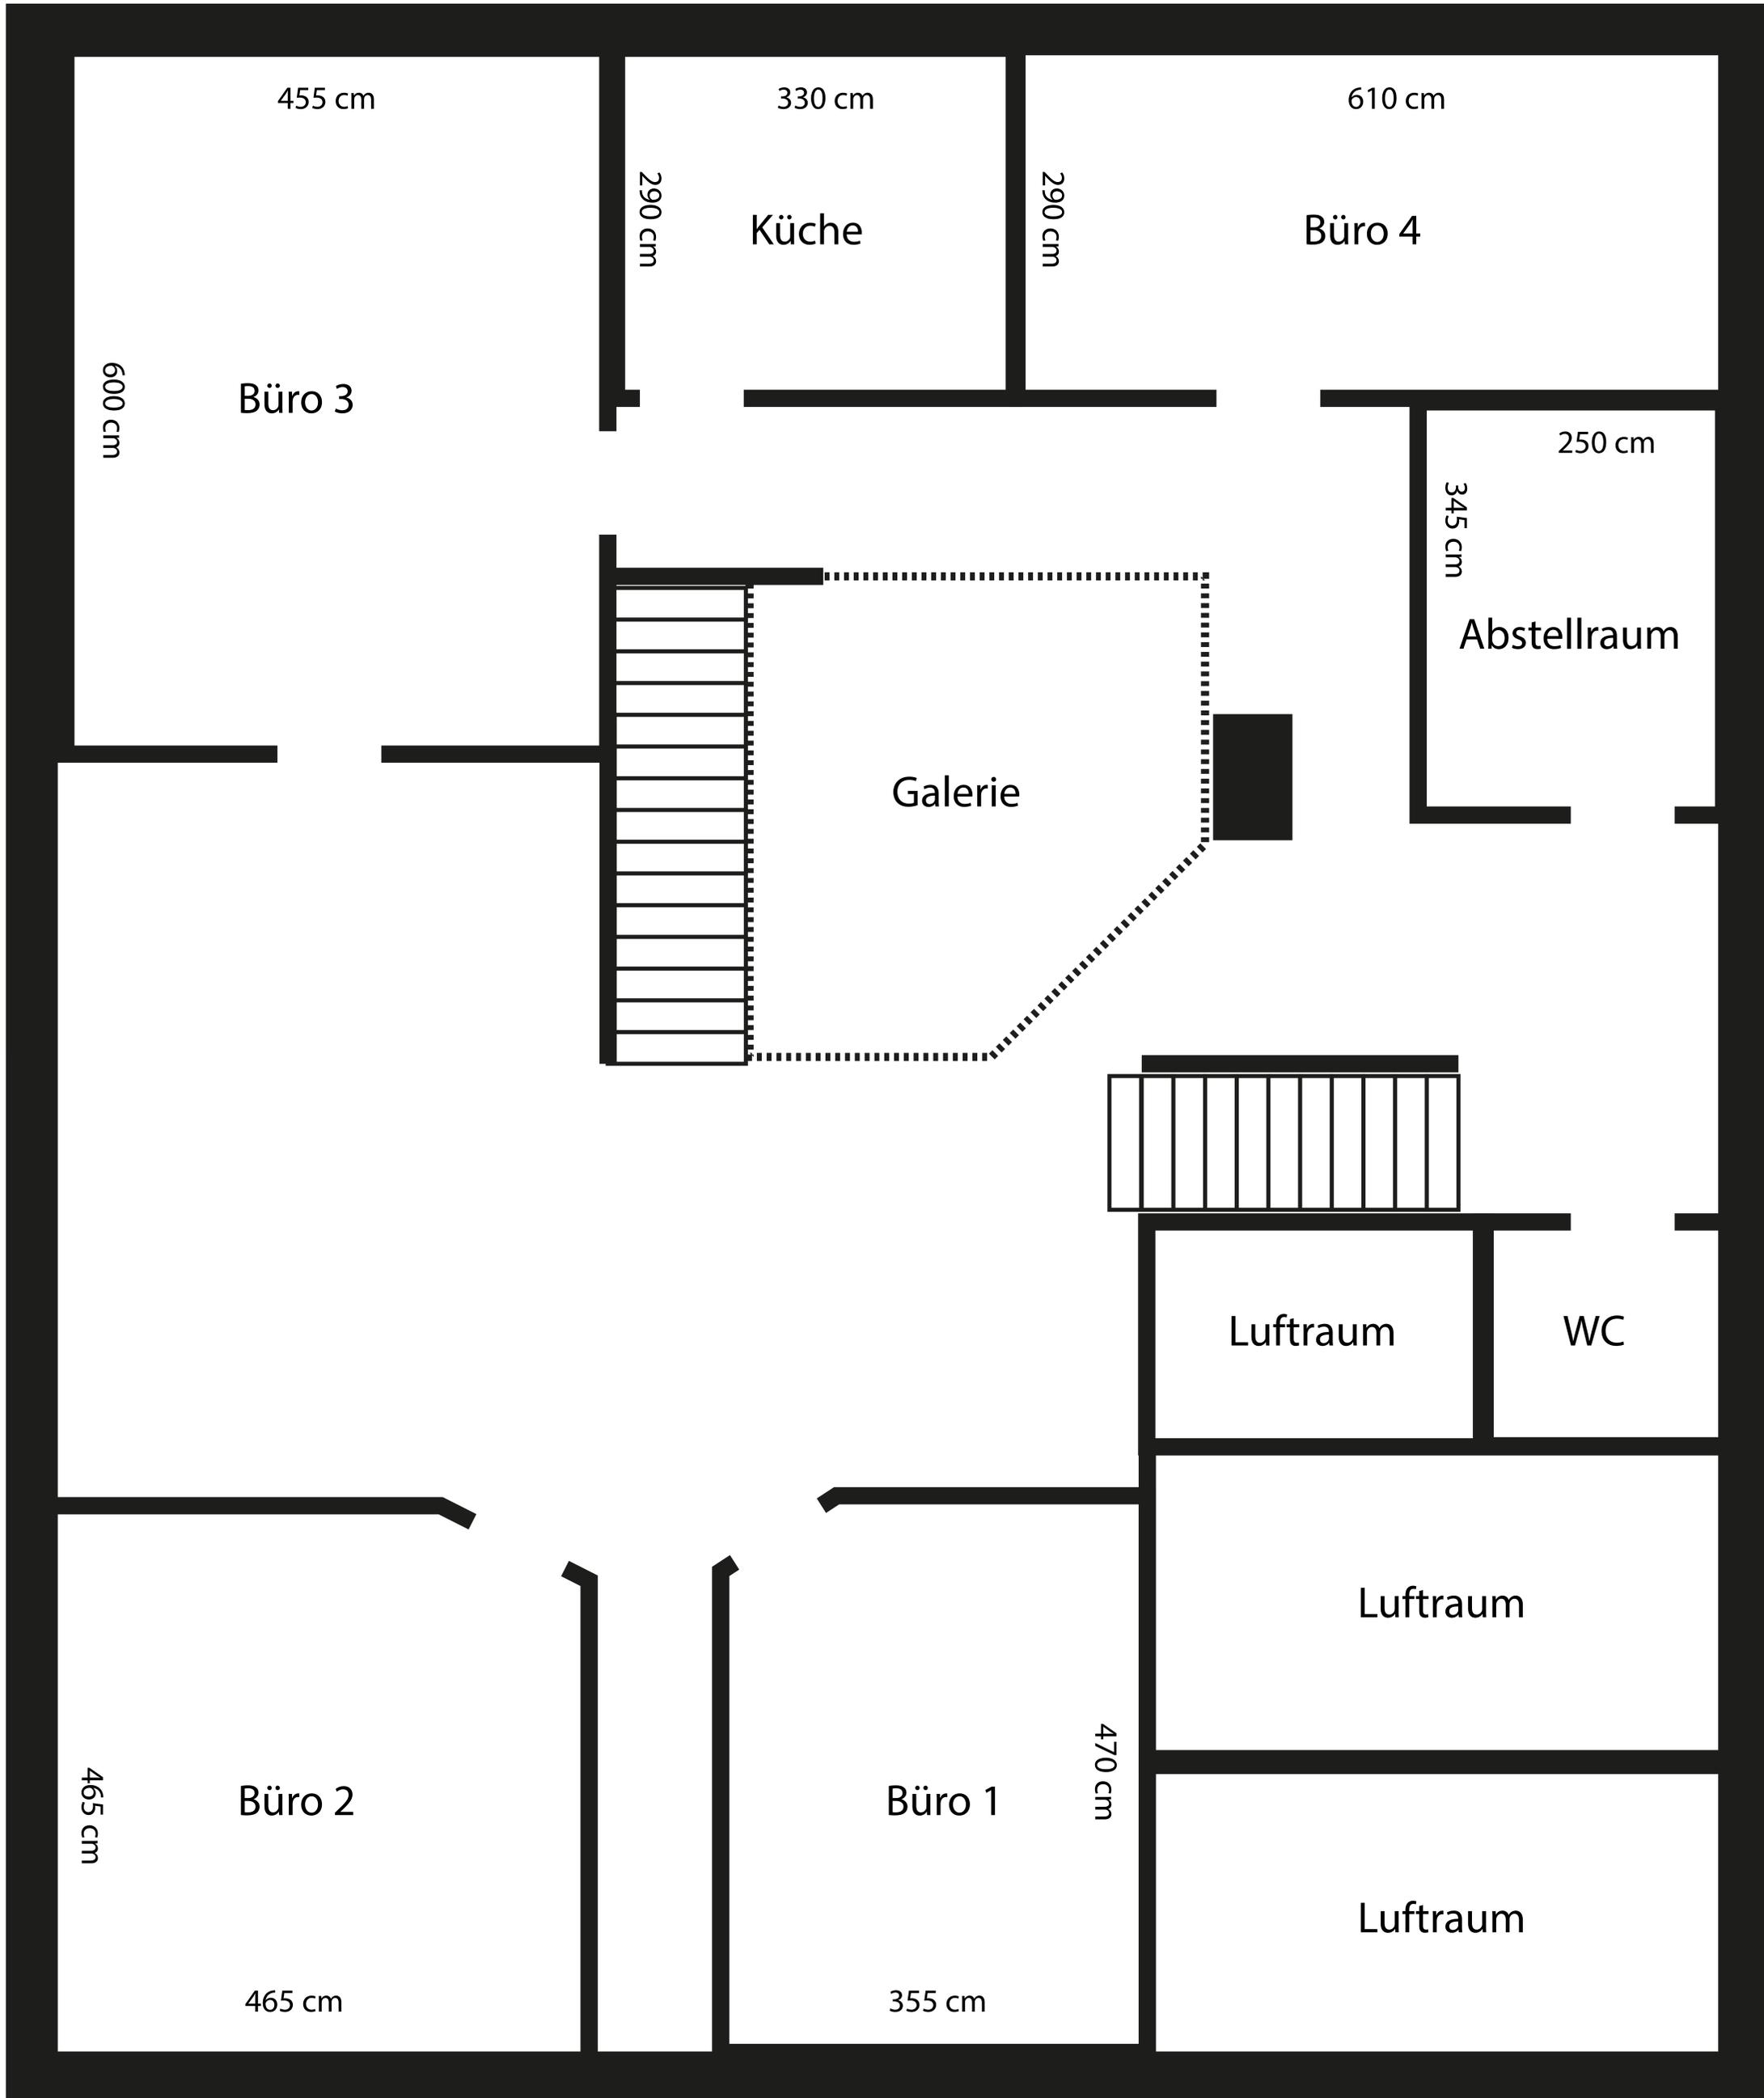 455 cm
330 cm
610 cm
290 cm
290 cm
Küche
Büro 4
600 cm
Büro 3
250 cm
345 cm
Abstellraum
Galerie
Luftraum
WC
Luftraum
470 cm
465 cm
Büro 2
Büro 1
Luftraum
465 cm
355 cm